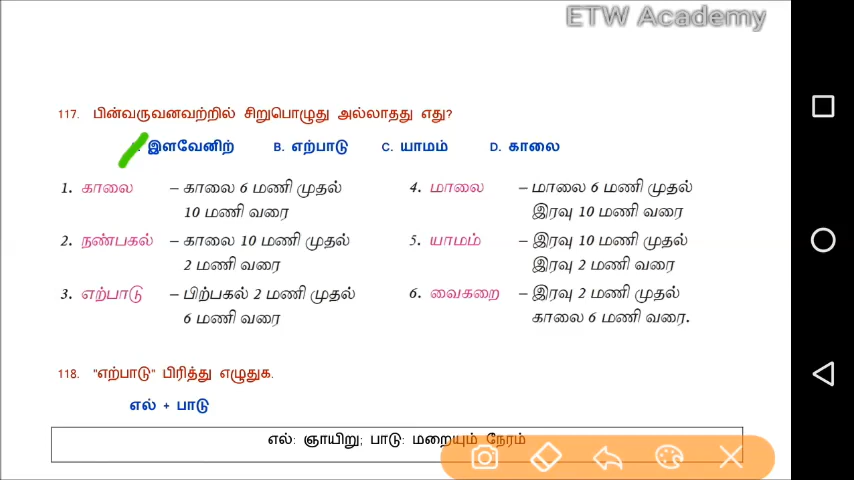 ETW Academy
117. பின்வருவனவற்றில் சிறுபொழுது அல்லாதது எது?
இளவேனிற் B. எற்பாடு C. யாமம் D. காலை
1. காலை – காலை 6 மணி முதல்
10 மணி வரை
4. மாலை – மாலை 6 மணி முதல்
இரவு 10 மணி வரை
2. நண்பகல் – காலை 10 மணி முதல்
2 மணி வரை
5. யாமம் – இரவு 10 மணி முதல்
இரவு 2 மணி வரை
3. எற்பாடு – பிற்பகல் 2 மணி முதல்
6 மணி வரை
6. வைகறை – இரவு 2 மணி முதல்
காலை 6 மணி வரை.
118. "எற்பாடு" பிரித்து எழுதுக.
எல் + பாடு
எல்: ஞாயிறு; பாடு: மறையும் நேரம்